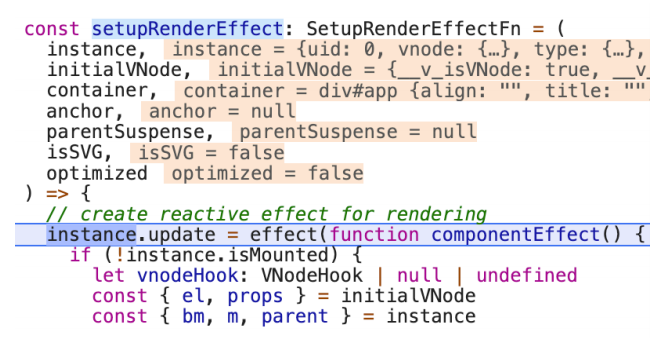 const setupRenderEffect: SetupRenderEffectFn = (
instance, instance = {uid: 0, vnode: {…}, type: {…},
initialVNode, initialVNode = {__v_isVNode: true, __v_
container, container = div#app {align: "", title: ""
anchor, anchor = null
parentSuspense, parentSuspense = null
isSVG, isSVG = false
optimized optimized = false
) => {
// create reactive effect for rendering
instance.update = effect(function componentEffect() {
if (!instance.isMounted) {
let vnodeHook: VNodeHook | null | undefined
const { el, props } = initialVNode
const { bm, m, parent } = instance